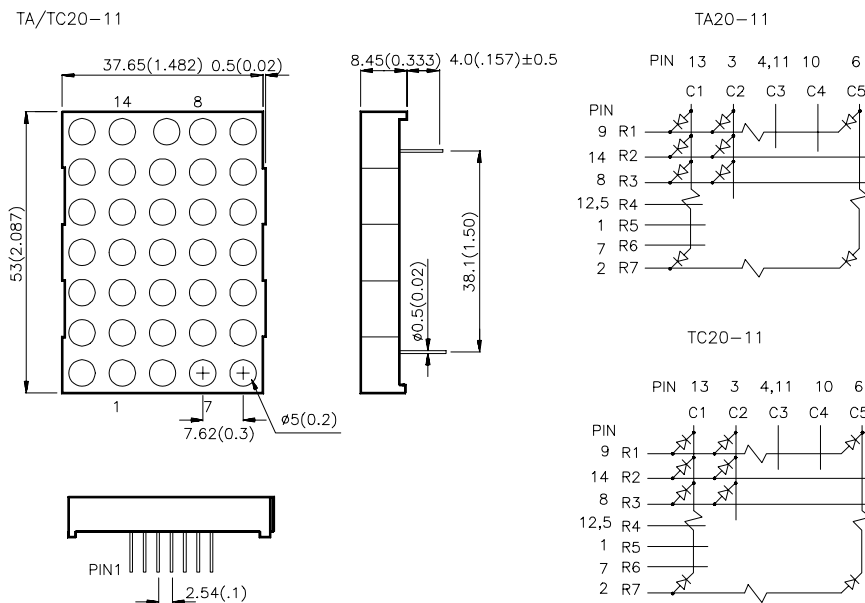 TA/TC20-11
37.65(1.482) 0.5(0.02)
14 8
53(2.087)
1 7
7.62(0.3)
ø5(0.2)
8.45(0.333) 4.0(.157)±0.5
38.1(1.50)
ø0.5(0.02)
PIN1
2.54(.1)
TA20-11
PIN 13 3 4,11 10 6
C1 C2 C3 C4 C5
PIN
9 R1
14 R2
8 R3
12,5 R4
1 R5
7 R6
2 R7
TC20-11
PIN 13 3 4,11 10 6
C1 C2 C3 C4 C5
PIN
9 R1
14 R2
8 R3
12,5 R4
1 R5
7 R6
2 R7